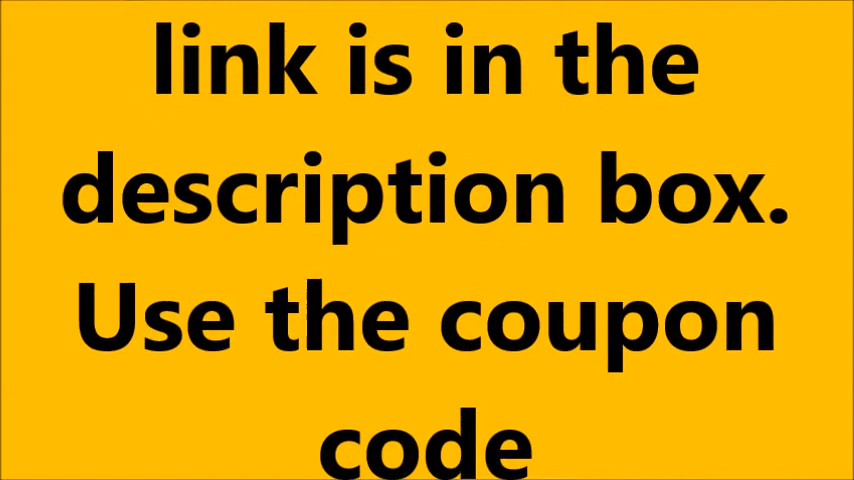 link is in the
description box.
Use the coupon
code